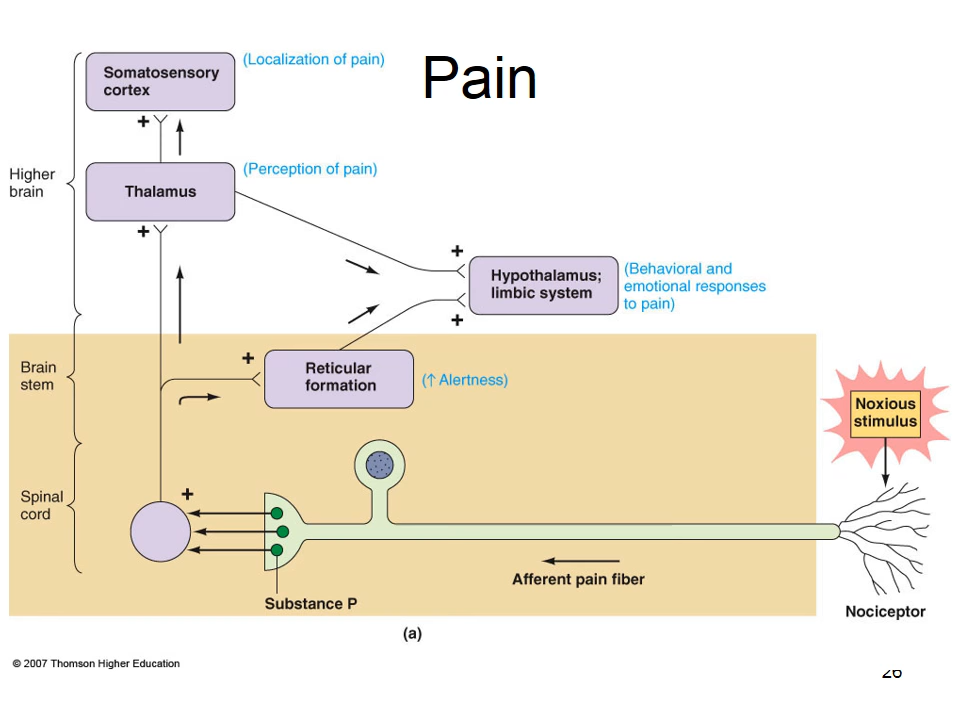 Pain
(Localization of pain)
Somatosensory
cortex
+
(Perception of pain)
Higher
brain
Thalamus
+
+
Hypothalamus;
limbic system
(Behavioral and
emotional responses
to pain)
+
Brain
stem
+
Reticular
formation
(↑ Alertness)
Noxious
stimulus
Spinal
cord
+
Afferent pain fiber
Substance P
Nociceptor
(a)
© 2007 Thomson Higher Education
26